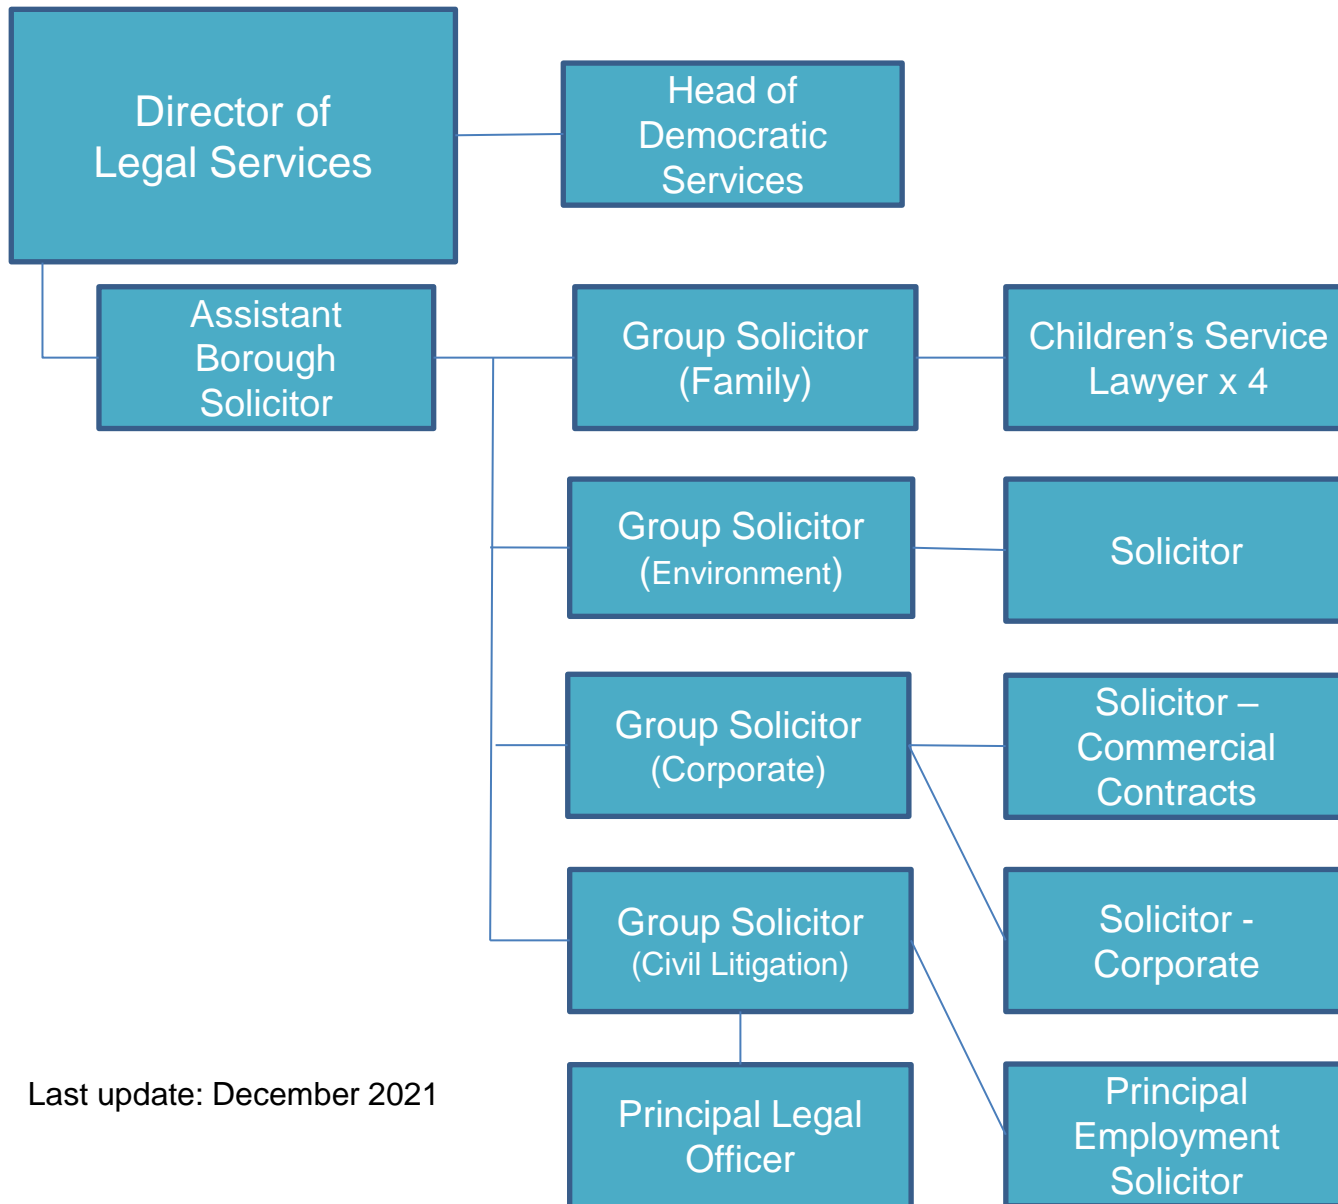 Director of
Legal Services
Head of
Democratic
Services
Assistant
Borough
Solicitor
Group Solicitor
(Family)
Children’s Service
Lawyer x 4
Group Solicitor
(Environment)
Solicitor
Group Solicitor
(Corporate)
Solicitor –
Commercial
Contracts
Group Solicitor
(Civil Litigation)
Solicitor -
Corporate
Last update: December 2021
Principal Legal
Officer
Principal
Employment
Solicitor